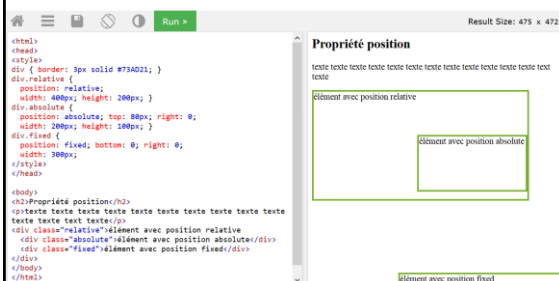 Run »
Result Size: 475 x 472
<html>
<head>
<style>
div { border: 3px solid #73AD21; }
div.relative {
  position: relative;
  width: 400px; height: 200px; }
div.absolute {
  position: absolute; top: 80px; right: 0;
  width: 200px; height: 100px; }
div.fixed {
  position: fixed; bottom: 0; right: 0;
  width: 300px;
</style>
</head>
<body>
<h2>Propriété position</h2>
<p>texte texte texte texte texte texte texte texte texte texte
texte texte text texte</p>
<div class="relative">élément avec position relative
  <div class="absolute">élément avec position absolute</div>
  <div class="fixed">élément avec position fixed</div>
</div>
</body>
</html>
Propriété position
texte texte texte texte texte texte texte texte texte texte texte texte text
texte
élément avec position relative
élément avec position absolute
élément avec position fixed